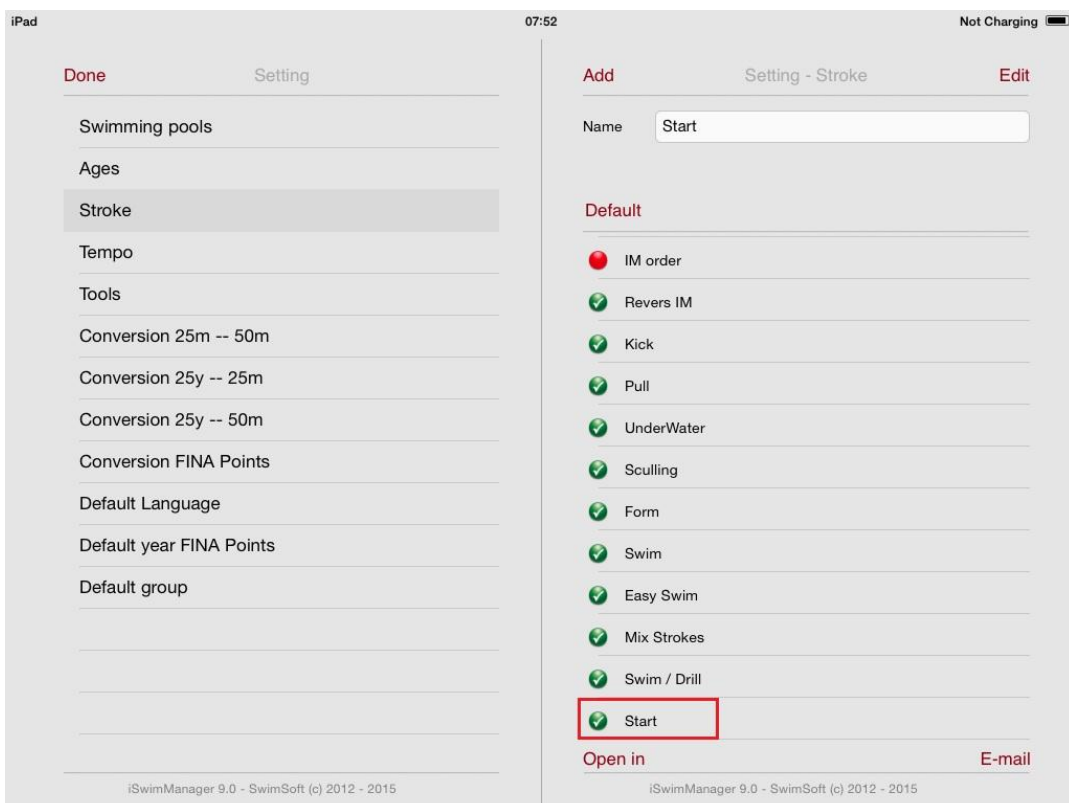 iPad 07:52 Not Charging
Done Setting
Swimming pools
Ages
Stroke
Tempo
Tools
Conversion 25m -- 50m
Conversion 25y -- 25m
Conversion 25y -- 50m
Conversion FINA Points
Default Language
Default year FINA Points
Default group
iSwimManager 9.0 - SwimSoft (c) 2012 - 2015
Add Setting - Stroke Edit
Name Start
Default
IM order
Revers IM
Kick
Pull
UnderWater
Sculling
Form
Swim
Easy Swim
Mix Strokes
Swim / Drill
Start
Open in E-mail
iSwimManager 9.0 - SwimSoft (c) 2012 - 2015